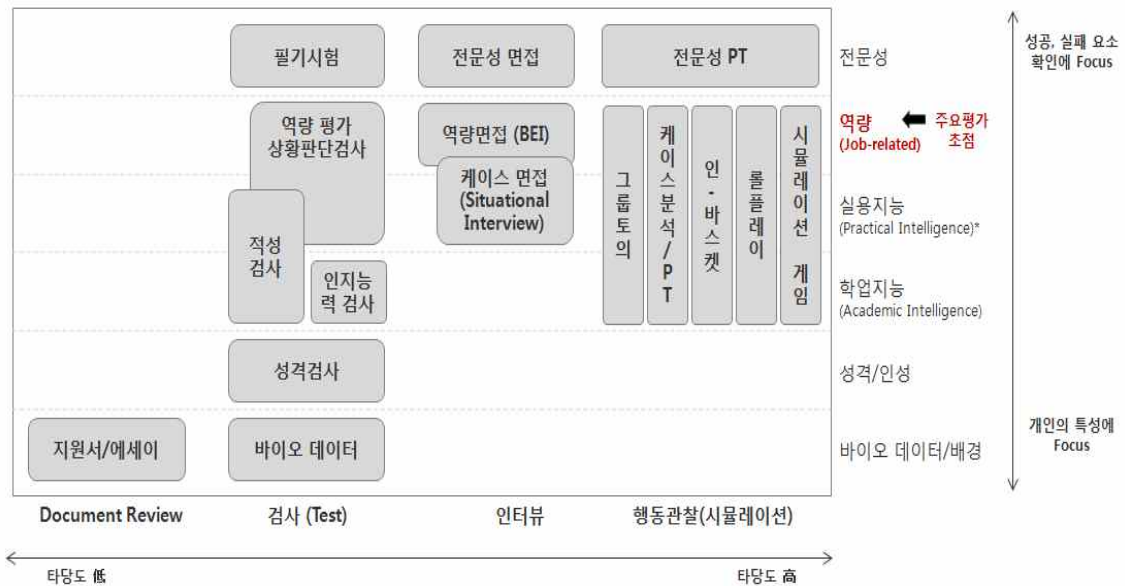 필기시험
전문성 면접
전문성 PT
전문성
성공, 실패 요소
확인에 Focus
역량 평가
상황판단검사
역량면접 (BEI)
케이스 면접
(Situational
Interview)
그룹토의
케이스분석/PT
인-바스켓
롤플레이
시뮬레이션 게임
역량
(Job-related)
주요평가
초점
적성
검사
인지능
력 검사
실용지능
(Practical Intelligence)*
학업지능
(Academic Intelligence)
성격검사
성격/인성
지원서/에세이
바이오 데이터
바이오 데이터/배경
개인의 특성에
Focus
Document Review
검사 (Test)
인터뷰
행동관찰(시뮬레이션)
타당도 低
타당도 高